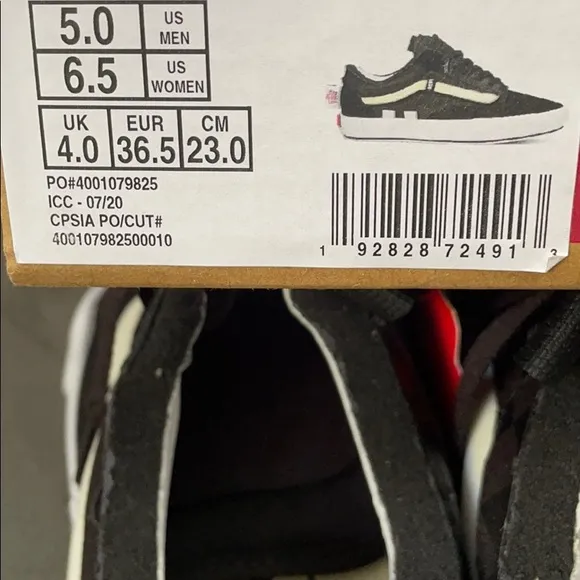 5.0 US MEN
6.5 US WOMEN
UK EUR CM
4.0 36.5 23.0
PO#4001079825
ICC - 07/20
CPSIA PO/CUT#
400107982500010
1 92828 72491 3